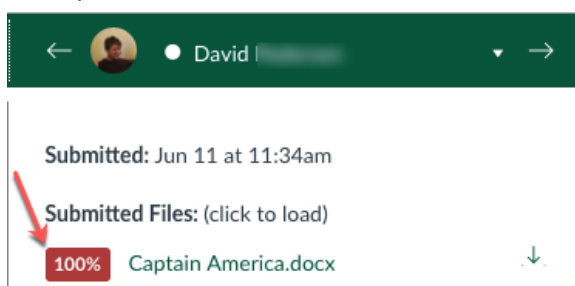 David
Submitted: Jun 11 at 11:34am
Submitted Files: (click to load)
100% Captain America.docx